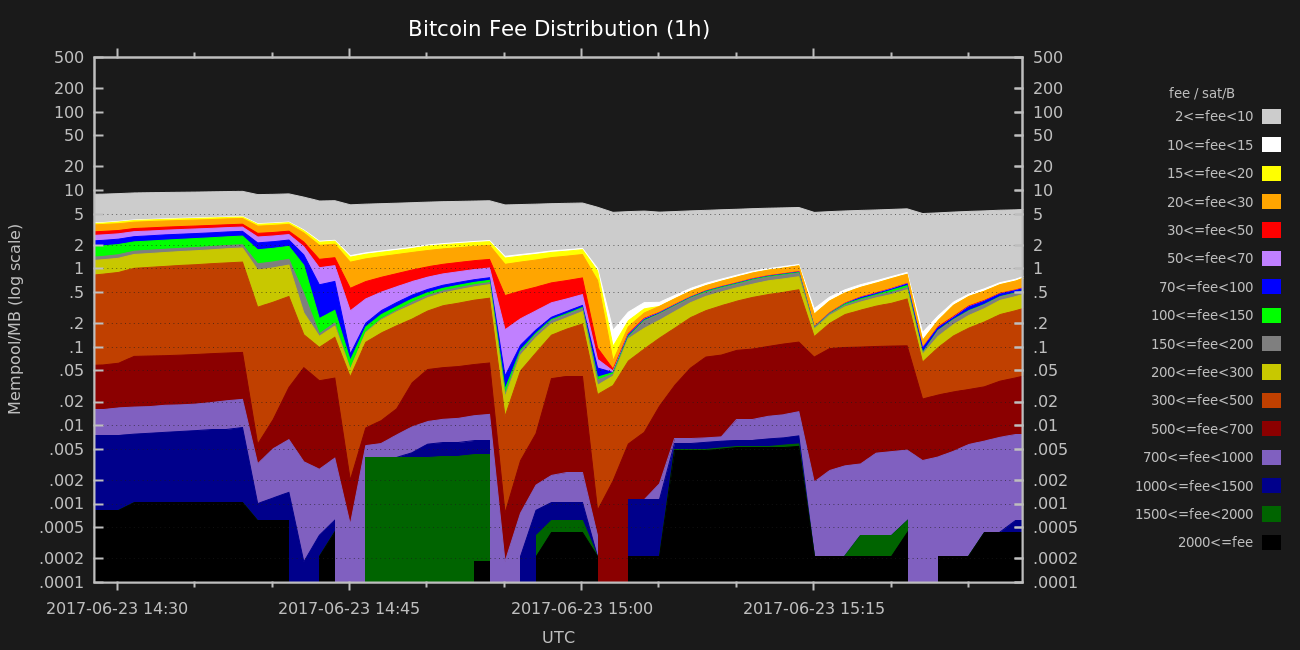 Bitcoin Fee Distribution (1h)
500
200
100
50
20
10
5
2
1
.5
.2
.1
.05
.02
.01
.005
.002
.001
.0005
.0002
.0001
Mempool/MB (log scale)
500
200
100
50
20
10
5
2
1
.5
.2
.1
.05
.02
.01
.005
.002
.001
.0005
.0002
.0001
2017-06-23 14:30
2017-06-23 14:45
2017-06-23 15:00
2017-06-23 15:15
UTC
fee / sat/B
2<=fee<10
10<=fee<15
15<=fee<20
20<=fee<30
30<=fee<50
50<=fee<70
70<=fee<100
100<=fee<150
150<=fee<200
200<=fee<300
300<=fee<500
500<=fee<700
700<=fee<1000
1000<=fee<1500
1500<=fee<2000
2000<=fee